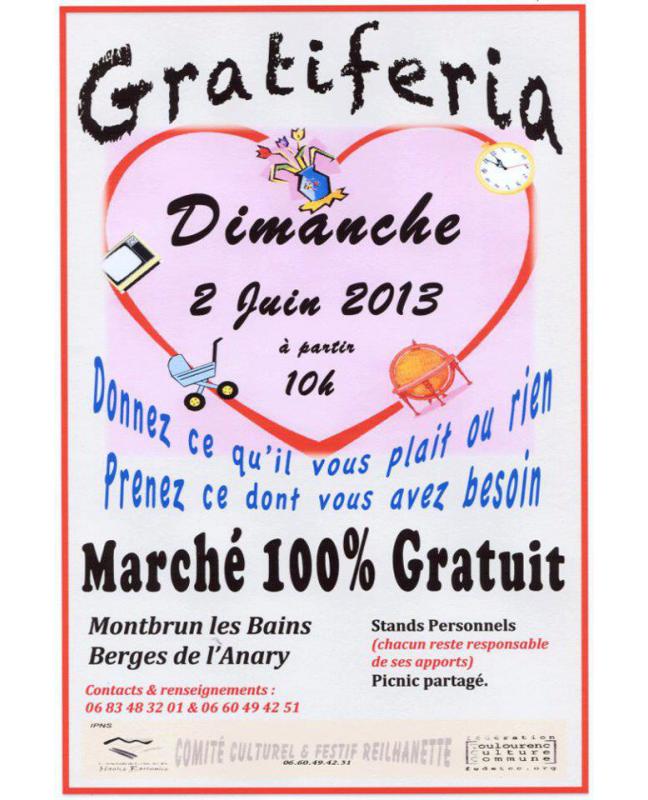 Gratiferia
Dimanche
2 Juin 2013
à partir
10h
Donnez ce qu'il vous plait ou rien
Prenez ce dont vous avez besoin
Marché 100% Gratuit
Montbrun les Bains
Berges de l'Anary
Stands Personnels
(chacun reste responsable
de ses apports)
Picnic partagé.
Contacts & renseignements :
06 83 48 32 01 & 06 60 49 42 51
IPNS
COMITÉ CULTUREL & FESTIF REILHANETTE
06.60.49.42.51
fédération
oulourenc
culture
commune